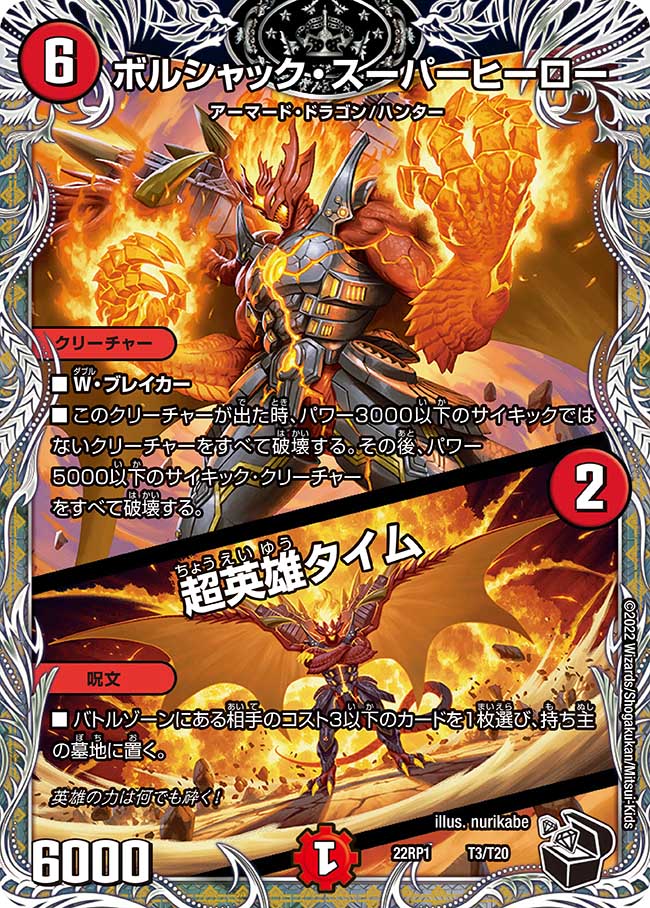 6
ボルシャック・スーパーヒーロー
アーマード・ドラゴン/ハンター
クリーチャー
■W・ブレイカー
■このクリーチャーが出た時、パワー3000以下のサイキックでは
ないクリーチャーをすべて破壊する。その後、パワー
5000以下のサイキック・クリーチャー
をすべて破壊する。
2
超英雄タイム
呪文
■バトルゾーンにある相手のコスト3以下のカードを1枚選び、持ち主
の墓地に置く。
英雄の力は何でも砕く!
illus. nurikabe
6000
1
22RP1 T3/T20
©2022 Wizards/Shogakukan/Mitsui-Kids